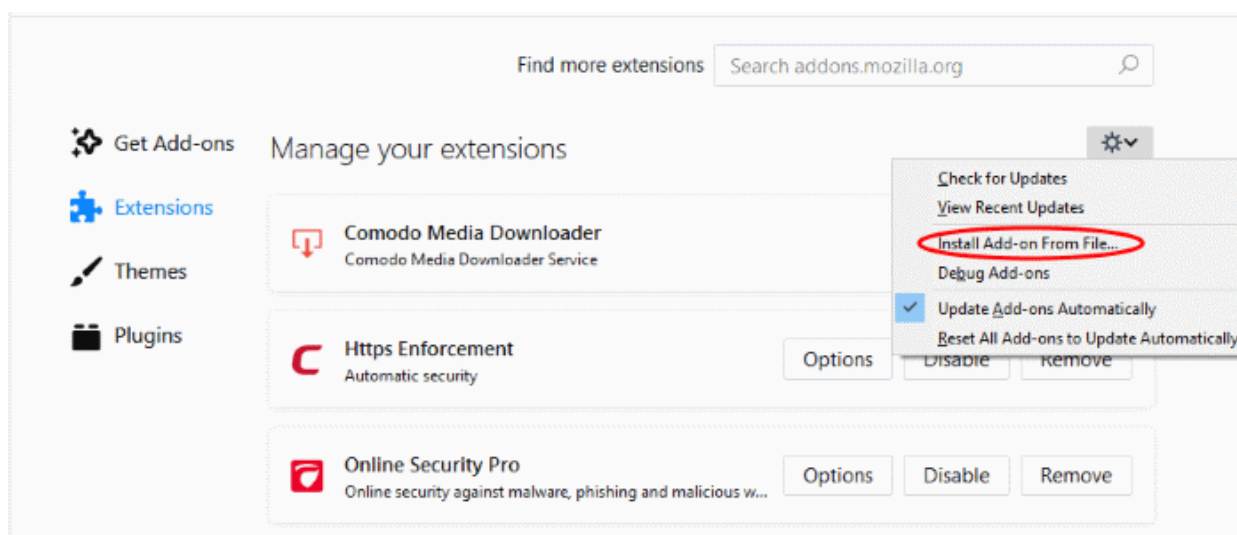 Find more extensions Search addons.mozilla.org
Get Add-ons
Manage your extensions
Extensions
Themes
Plugins
Comodo Media Downloader
Comodo Media Downloader Service
Https Enforcement
Automatic security
Options Disable Remove
Online Security Pro
Online security against malware, phishing and malicious w...
Options Disable Remove
Check for Updates
View Recent Updates
Install Add-on From File...
Debug Add-ons
Update Add-ons Automatically
Reset All Add-ons to Update Automatically